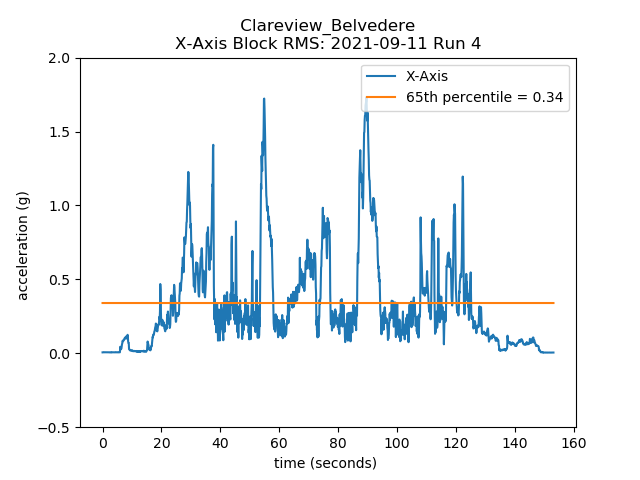 Clareview_Belvedere
X-Axis Block RMS: 2021-09-11 Run 4
X-Axis
65th percentile = 0.34
acceleration (g)
2.0
1.5
1.0
0.5
0.0
−0.5
0 20 40 60 80 100 120 140 160
time (seconds)